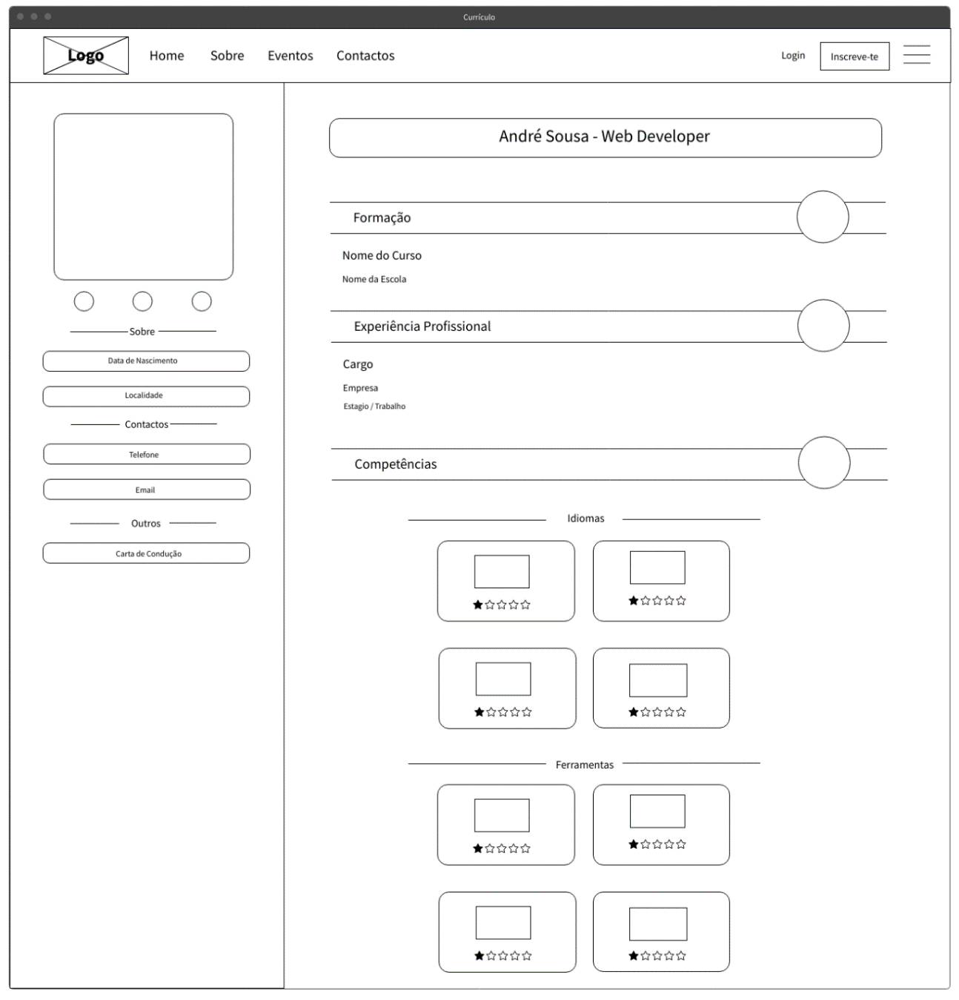 Currículo
Logo
Home
Sobre
Eventos
Contactos
Login
Inscreve-te
Sobre
Data de Nascimento
Localidade
Contactos
Telefone
Email
Outros
Carta de Condução
André Sousa - Web Developer
Formação
Nome do Curso
Nome da Escola
Experiência Profissional
Cargo
Empresa
Estagio / Trabalho
Competências
Idiomas
Ferramentas